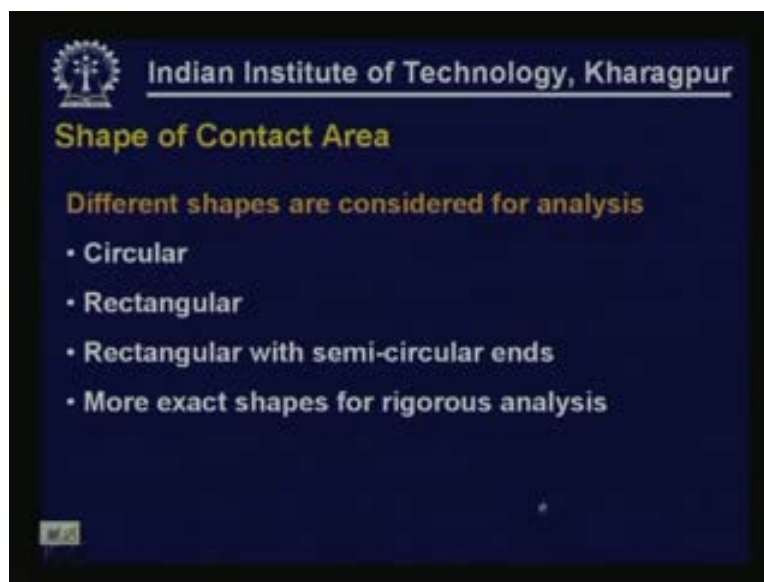 Indian Institute of Technology, Kharagpur
Shape of Contact Area
Different shapes are considered for analysis
• Circular
• Rectangular
• Rectangular with semi-circular ends
• More exact shapes for rigorous analysis